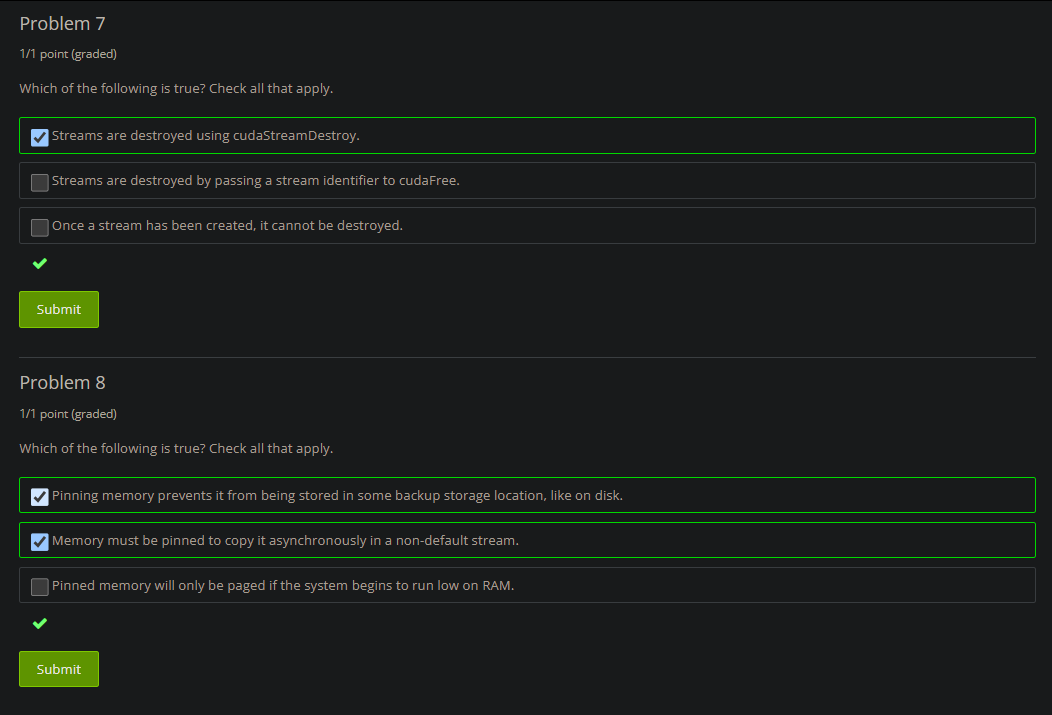 Problem 7
1/1 point (graded)
Which of the following is true? Check all that apply.
Streams are destroyed using cudaStreamDestroy.
Streams are destroyed by passing a stream identifier to cudaFree.
Once a stream has been created, it cannot be destroyed.
Submit
Problem 8
1/1 point (graded)
Which of the following is true? Check all that apply.
Pinning memory prevents it from being stored in some backup storage location, like on disk.
Memory must be pinned to copy it asynchronously in a non-default stream.
Pinned memory will only be paged if the system begins to run low on RAM.
Submit